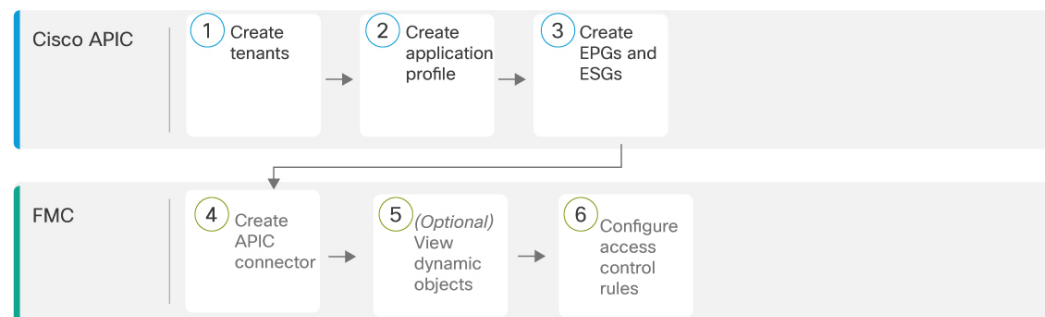 Cisco APIC
1 Create
tenants
2 Create
application
profile
3 Create
EPGs and
ESGs
FMC
4 Create
APIC
connector
5 (Optional)
View
dynamic
objects
6 Configure
access
control
rules